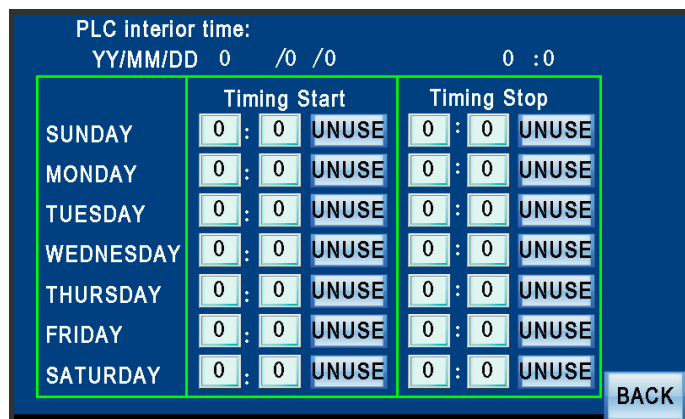 PLC interior time:
YY/MM/DD 0 /0 /0 0 :0
Timing Start Timing Stop
SUNDAY 0 : 0 UNUSE 0 : 0 UNUSE
MONDAY 0 : 0 UNUSE 0 : 0 UNUSE
TUESDAY 0 : 0 UNUSE 0 : 0 UNUSE
WEDNESDAY 0 : 0 UNUSE 0 : 0 UNUSE
THURSDAY 0 : 0 UNUSE 0 : 0 UNUSE
FRIDAY 0 : 0 UNUSE 0 : 0 UNUSE
SATURDAY 0 : 0 UNUSE 0 : 0 UNUSE
BACK